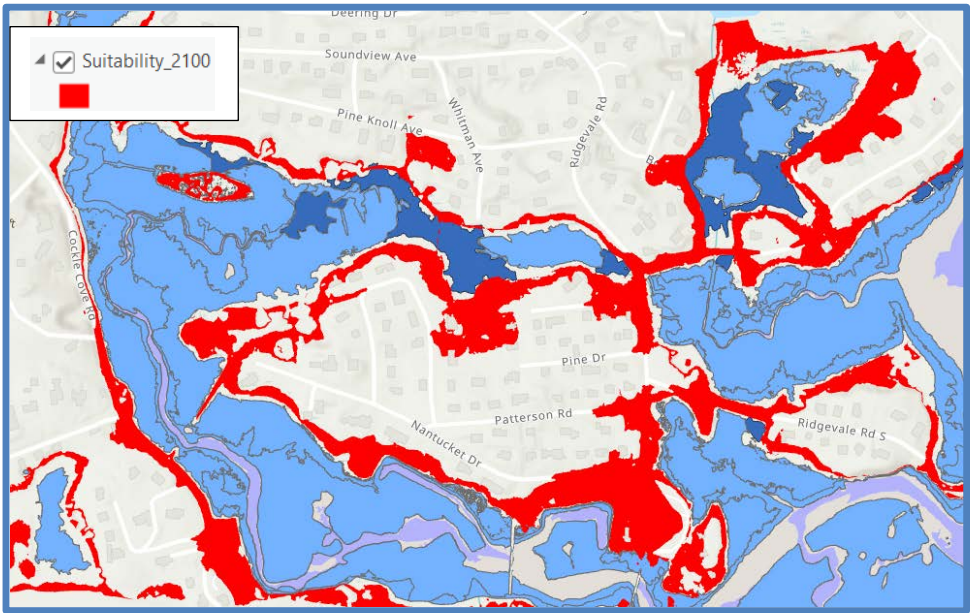 Deering Dr
Suitability_2100
Soundview Ave
Pine Knoll Ave
Whitman Ave
Ridgevale Rd
B
Cockle Cove Rd
ft
Pine Dr
Patterson Rd
Nantucket Dr
Ridgevale Rd S